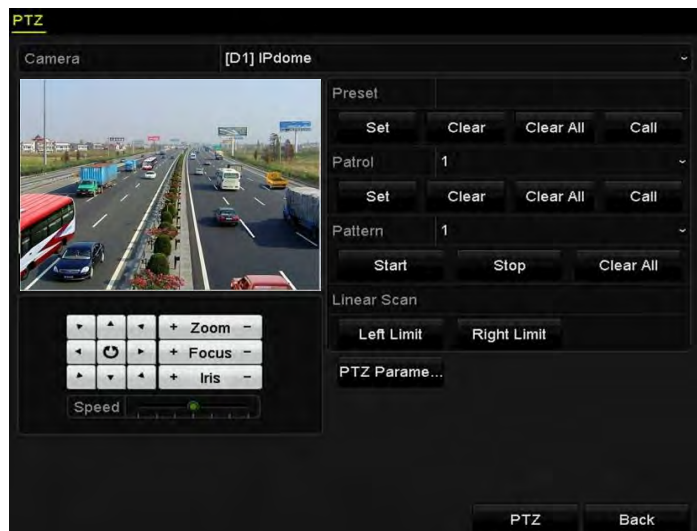 PTZ
Camera [D1] IPdome
Preset
Set Clear Clear All Call
Patrol 1
Set Clear Clear All Call
Pattern 1
Start Stop Clear All
Linear Scan
Left Limit Right Limit
PTZ Parame...
+ Zoom -
+ Focus -
+ Iris -
Speed
PTZ Back